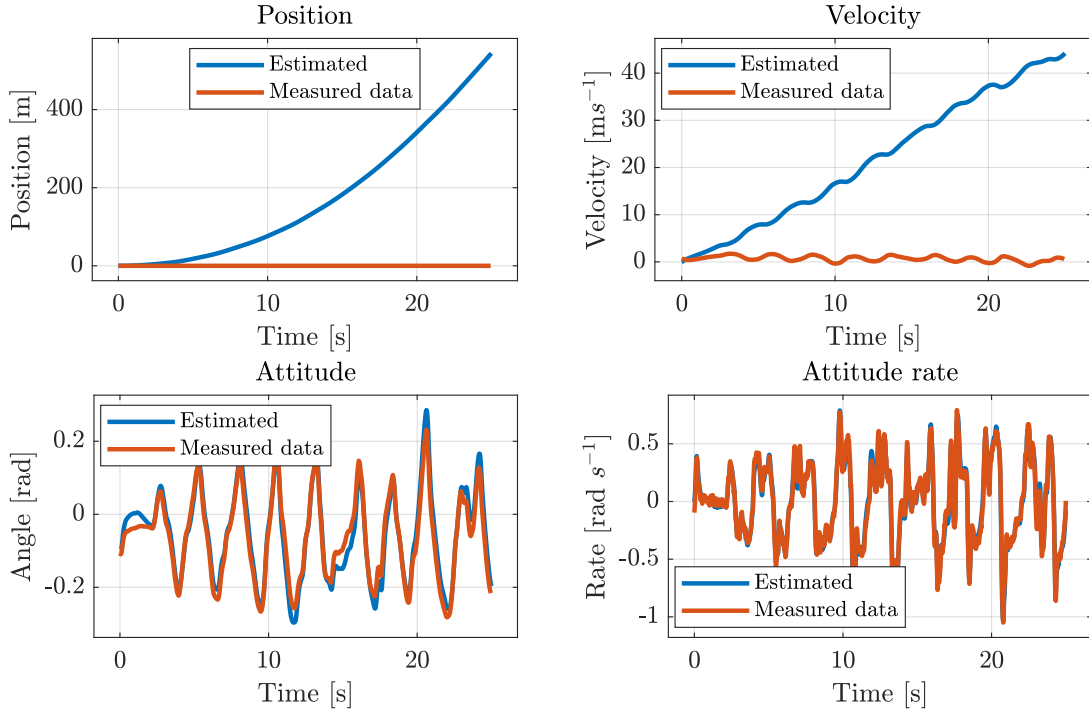 Position
Velocity
Estimated
Measured data
Estimated
Measured data
Position [m]
400
200
0
0
10
20
Time [s]
Velocity [ms⁻¹]
40
30
20
10
0
0
10
20
Time [s]
Attitude
Attitude rate
Estimated
Measured data
Angle [rad]
0.2
0
-0.2
0
10
20
Time [s]
Rate [rad s⁻¹]
0.5
0
-0.5
-1
Estimated
Measured data
0
10
20
Time [s]